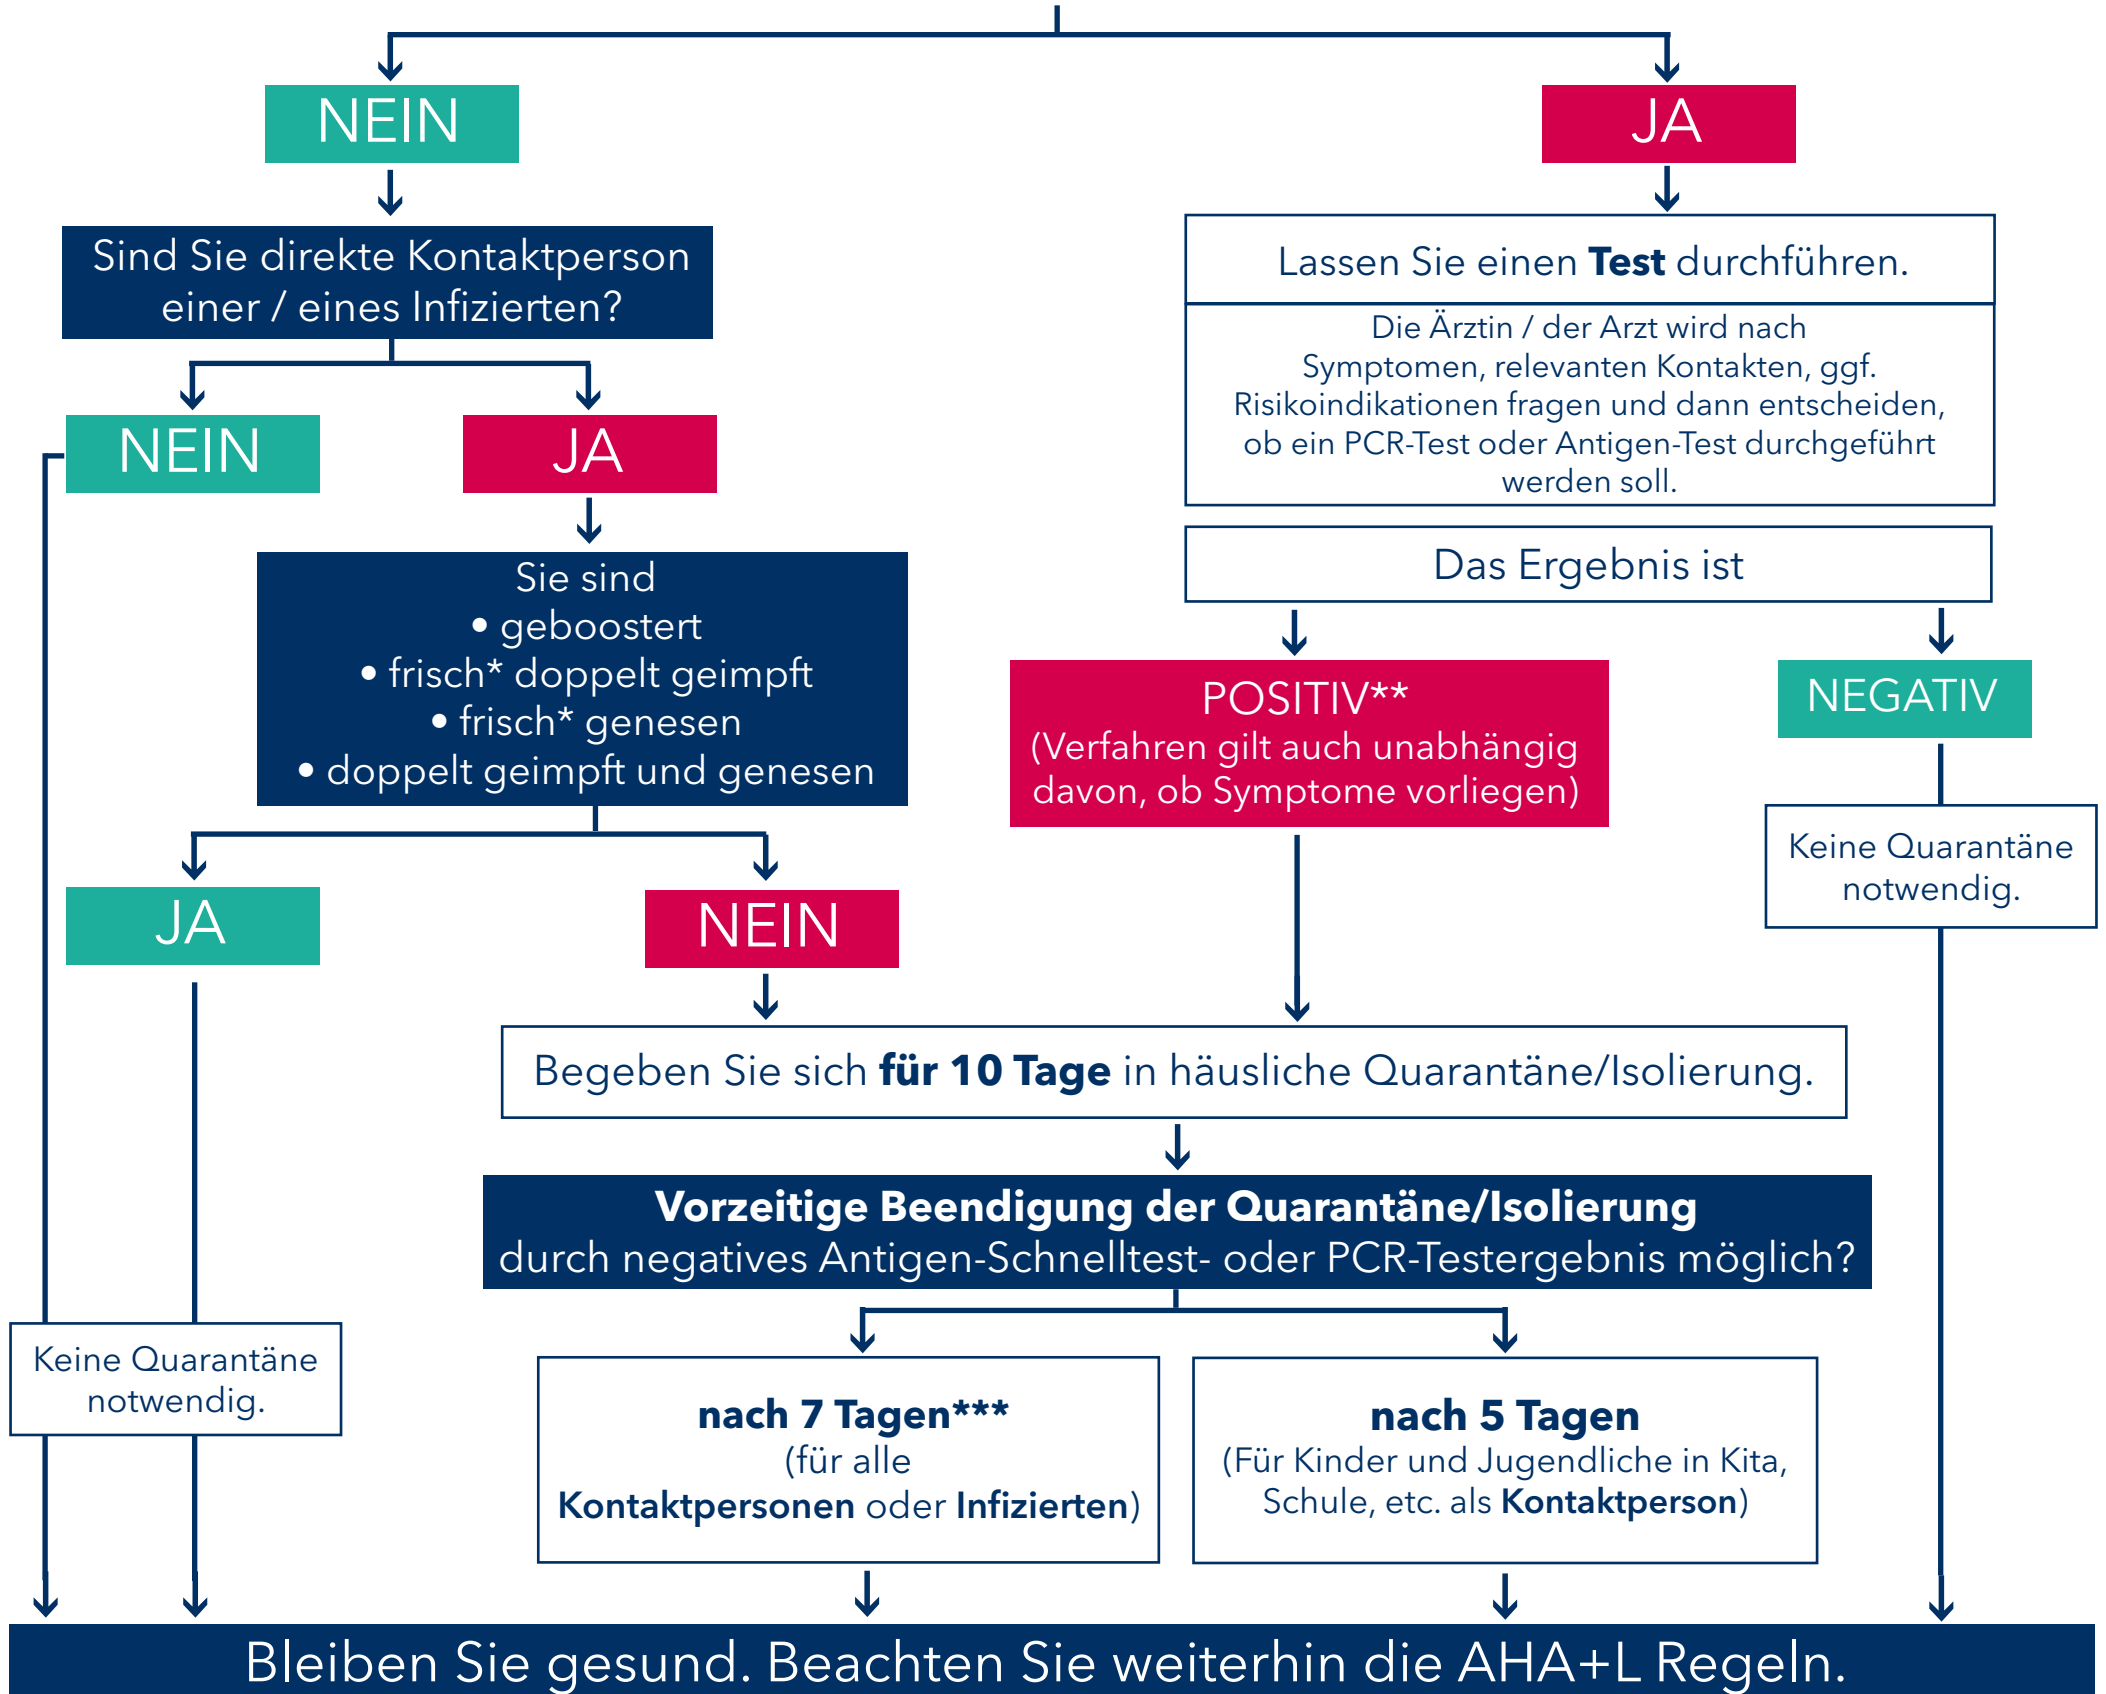 NEIN
JA
Sind Sie direkte Kontaktperson
einer / eines Infizierten?
Lassen Sie einen Test durchführen.
Die Ärztin / der Arzt wird nach
Symptomen, relevanten Kontakten, ggf.
Risikoindikationen fragen und dann entscheiden,
ob ein PCR-Test oder Antigen-Test durchgeführt
werden soll.
NEIN
JA
Das Ergebnis ist
Sie sind
• geboostert
• frisch* doppelt geimpft
• frisch* genesen
• doppelt geimpft und genesen
POSITIV**
(Verfahren gilt auch unabhängig
davon, ob Symptome vorliegen)
NEGATIV
Keine Quarantäne
notwendig.
JA
NEIN
Begeben Sie sich für 10 Tage in häusliche Quarantäne/Isolierung.
Vorzeitige Beendigung der Quarantäne/Isolierung
durch negatives Antigen-Schnelltest- oder PCR-Testergebnis möglich?
Keine Quarantäne
notwendig.
nach 7 Tagen***
(für alle
Kontaktpersonen oder Infizierten)
nach 5 Tagen
(Für Kinder und Jugendliche in Kita,
Schule, etc. als Kontaktperson)
Bleiben Sie gesund. Beachten Sie weiterhin die AHA+L Regeln.